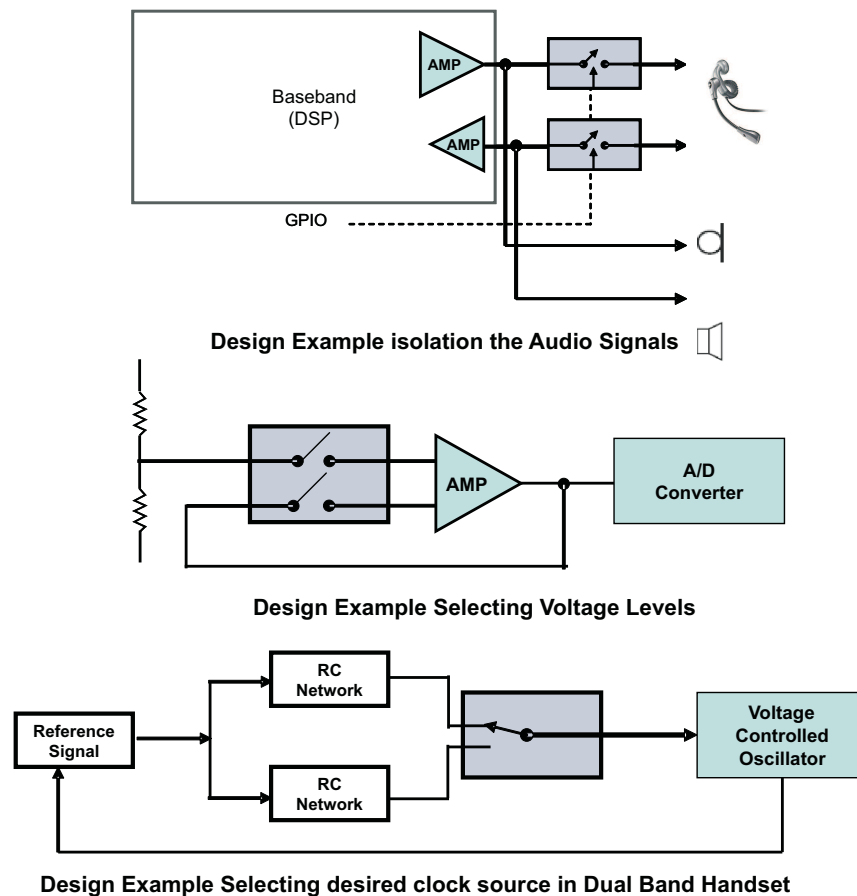 AMP
Baseband
(DSP)
AMP
GPIO
Design Example isolation the Audio Signals
AMP
A/D
Converter
Design Example Selecting Voltage Levels
RC
Network
Reference
Signal
Voltage
Controlled
Oscillator
RC
Network
Design Example Selecting desired clock source in Dual Band Handset